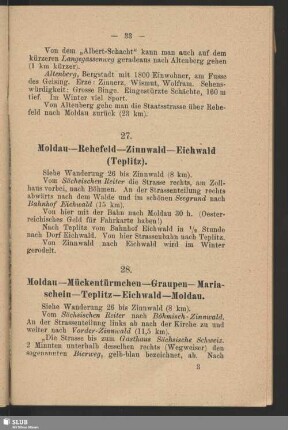 — 33 —
Von dem „Albert-Schacht“ kann man auch auf dem
kürzeren Langegassenweg geradeaus nach Altenberg gehen
(1 km kürzer).
Altenberg, Bergstadt mit 1800 Einwohner, am Fusse
des Geising. Erze: Zinnerz, Wismut, Wolfram. Sehens-
würdigkeit: Grosse Binge. Eingestürzte Schächte, 160 m
tief. Im Winter viel Sport.
Von Altenberg gehe man die Staatsstrasse über Rehe-
feld nach Moldau zurück (23 km).
27.
Moldau—Rehefeld—Zinnwald—Eichwald
(Teplitz).
Siehe Wanderung 26 bis Zinnwald (8 km).
Vom Sächsischen Reiter die Strasse rechts, am Zoll-
haus vorbei, nach Böhmen. An der Strassenteilung rechts
abwärts nach dem Walde und im schönen Seegrund nach
Bahnhof Eichwald (15 km).
Von hier mit der Bahn nach Moldau 30 h. (Oester-
reichisches Geld für Fahrkarte haben!)
Nach Teplitz vom Bahnhof Eichwald in Stunde
nach Dorf Eichwald. Von hier Strassenbahn nach Teplitz.
Von Zinnwald nach Eichwald wird im Winter
gerodelt.
28.
Moldau—Mückentürmchen—Graupen—Maria-
schein—Teplitz—Eichwald—Moldau.
Siehe Wanderung 26 bis Zinnwald (8 km).
Vom Sächsischen Reiter nach Böhmisch-Zinnwald.
An der Strassenteilung links ab nach der Kirche zu und
weiter nach Vorder-Zinnwald (11,5 km).
„Die Strasse bis zum Gasthaus Sächsische Schweiz.
2 Minuten unterhalb desselben rechts (Wegweiser) den
sogenannten Bierweg, gelb-blau bezeichnet, ab. Nach
3
SLUB